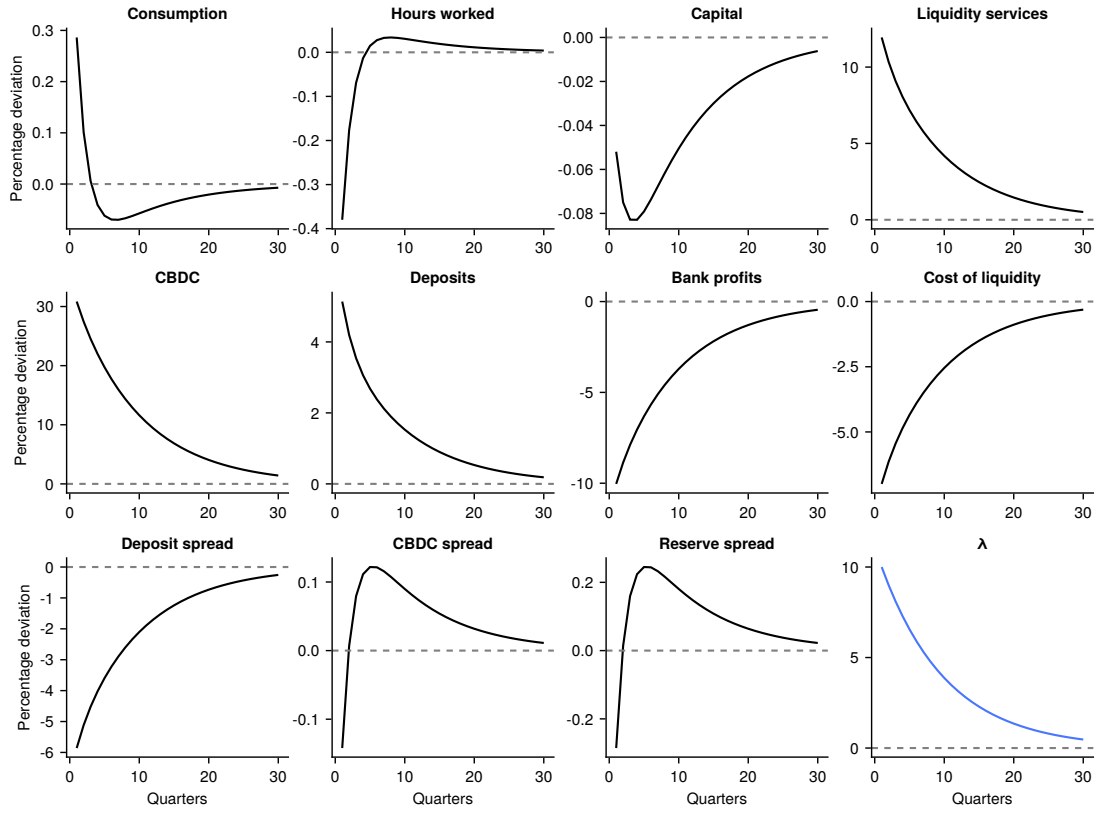 Consumption
Hours worked
Capital
Liquidity services
Percentage deviation
0.3
0.2
0.1
0.0
0 10 20 30
0.0
-0.1
-0.2
-0.3
-0.4
0 10 20 30
0.00
-0.02
-0.04
-0.06
-0.08
0 10 20 30
10
5
0
0 10 20 30
CBDC
Deposits
Bank profits
Cost of liquidity
Percentage deviation
30
20
10
0
0 10 20 30
4
2
0
0 10 20 30
0
-5
-10
0 10 20 30
0.0
-2.5
-5.0
0 10 20 30
Deposit spread
CBDC spread
Reserve spread
λ
Percentage deviation
0
-1
-2
-3
-4
-5
-6
0 10 20 30
Quarters
0.1
0.0
-0.1
0 10 20 30
Quarters
0.2
0.0
-0.2
0 10 20 30
Quarters
10
5
0
0 10 20 30
Quarters